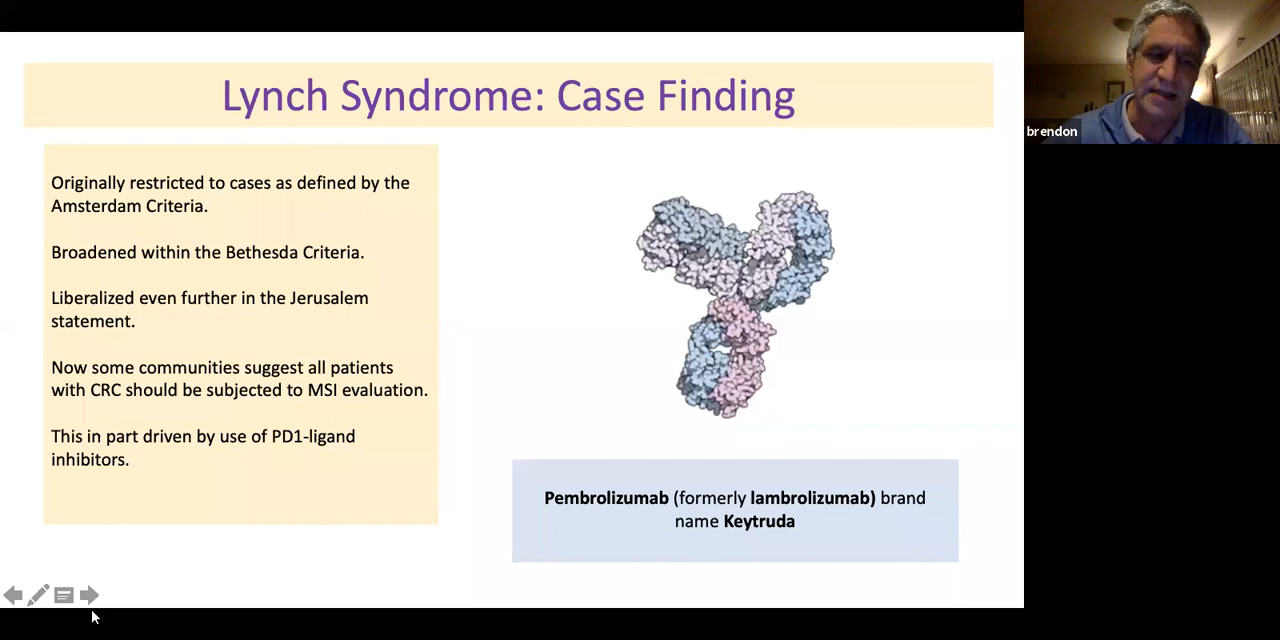 Lynch Syndrome: Case Finding
Originally restricted to cases as defined by the
Amsterdam Criteria.
Broadened within the Bethesda Criteria.
Liberalized even further in the Jerusalem
statement.
Now some communities suggest all patients
with CRC should be subjected to MSI evaluation.
This in part driven by use of PD1-ligand
inhibitors.
Pembrolizumab (formerly lambrolizumab) brand
name Keytruda
brendon